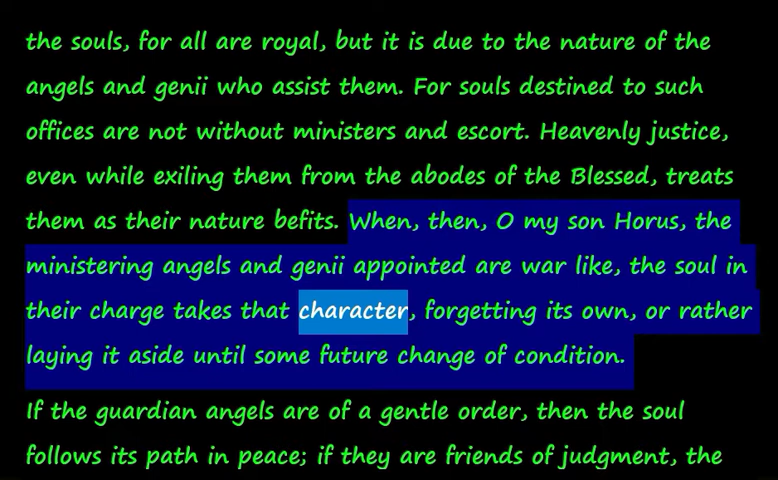 the souls, for all are royal, but it is due to the nature of the
angels and genii who assist them. For souls destined to such
offices are not without ministers and escort. Heavenly justice,
even while exiling them from the abodes of the Blessed, treats
them as their nature befits. When, then, O my son Horus, the
ministering angels and genii appointed are war like, the soul in
their charge takes that character, forgetting its own, or rather
laying it aside until some future change of condition.
If the guardian angels are of a gentle order, then the soul
follows its path in peace; if they are friends of judgment, the